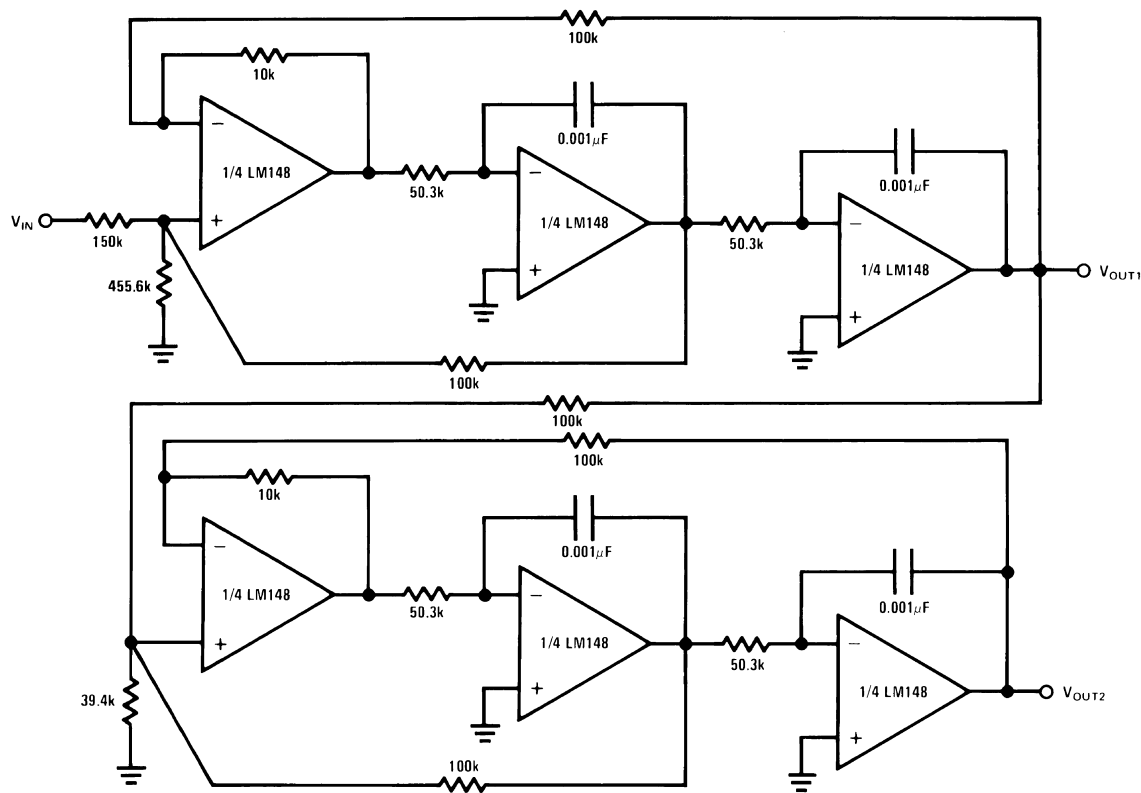 100k
10k
−
1/4 LM148
+
0.001μF
50.3k
−
1/4 LM148
+
0.001μF
50.3k
−
1/4 LM148
+
V_IN
150k
455.6k
100k
V_OUT1
100k
100k
10k
−
1/4 LM148
+
0.001μF
50.3k
−
1/4 LM148
+
0.001μF
50.3k
−
1/4 LM148
+
39.4k
100k
V_OUT2